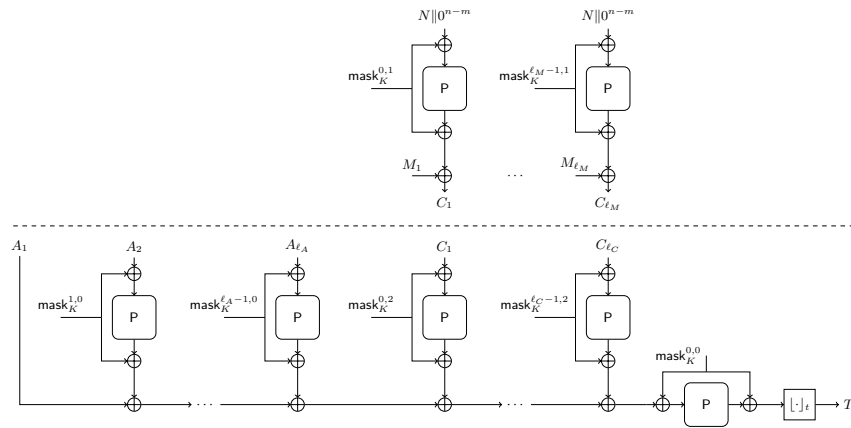 N‖0^{n−m} N‖0^{n−m}
mask_K^{0,1} P mask_K^{ℓ_M−1,1} P
M_1 ··· M_{ℓ_M}
C_1 C_{ℓ_M}
A_1 A_2 A_{ℓ_A} C_1 C_{ℓ_C}
mask_K^{1,0} P mask_K^{ℓ_A−1,0} P mask_K^{0,2} P mask_K^{ℓ_C−1,2} P
mask_K^{0,0}
··· ··· P ⌊·⌋_t T